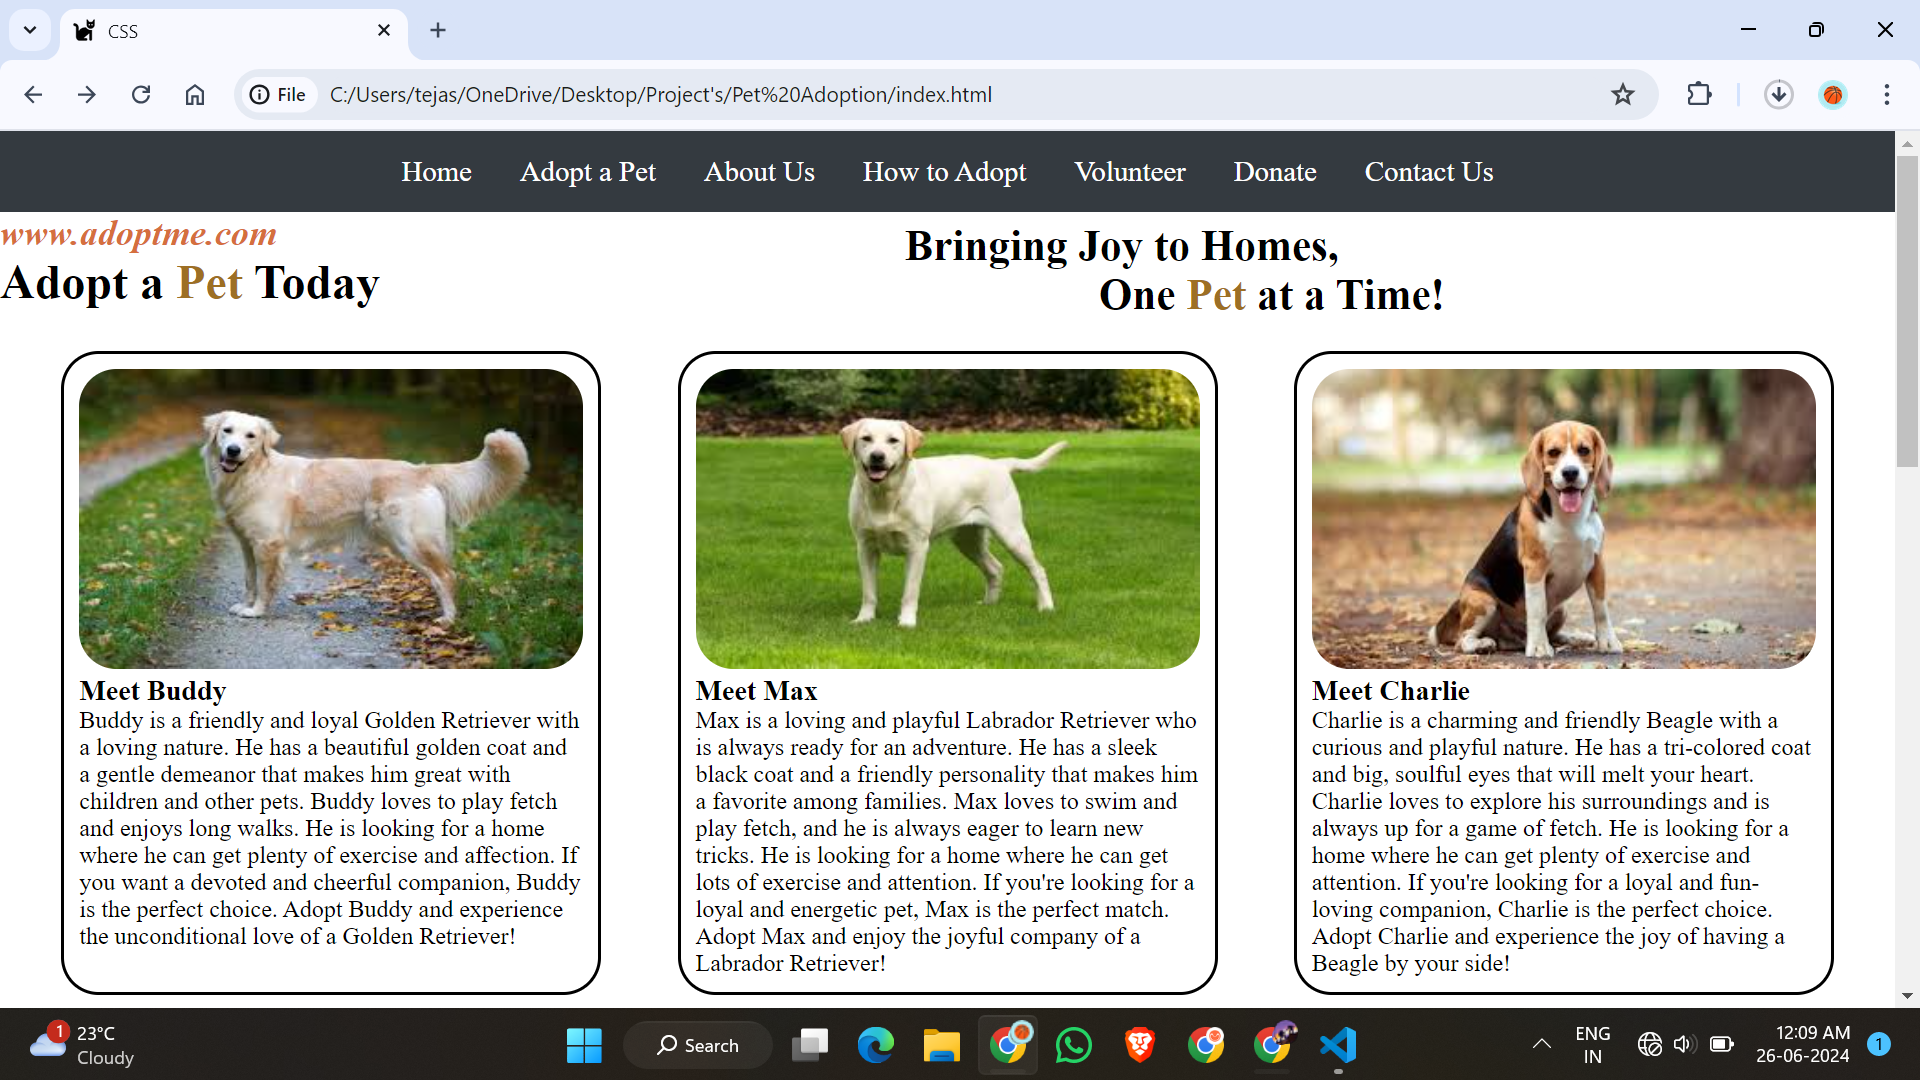 CSS
File C:/Users/tejas/OneDrive/Desktop/Project's/Pet%20Adoption/index.html
Home Adopt a Pet About Us How to Adopt Volunteer Donate Contact Us
www.adoptme.com
Adopt a Pet Today
Bringing Joy to Homes,
One Pet at a Time!
Meet Buddy
Buddy is a friendly and loyal Golden Retriever with
a loving nature. He has a beautiful golden coat and
a gentle demeanor that makes him great with
children and other pets. Buddy loves to play fetch
and enjoys long walks. He is looking for a home
where he can get plenty of exercise and affection. If
you want a devoted and cheerful companion, Buddy
is the perfect choice. Adopt Buddy and experience
the unconditional love of a Golden Retriever!
Meet Max
Max is a loving and playful Labrador Retriever who
is always ready for an adventure. He has a sleek
black coat and a friendly personality that makes him
a favorite among families. Max loves to swim and
play fetch, and he is always eager to learn new
tricks. He is looking for a home where he can get
lots of exercise and attention. If you're looking for a
loyal and energetic pet, Max is the perfect match.
Adopt Max and enjoy the joyful company of a
Labrador Retriever!
Meet Charlie
Charlie is a charming and friendly Beagle with a
curious and playful nature. He has a tri-colored coat
and big, soulful eyes that will melt your heart.
Charlie loves to explore his surroundings and is
always up for a game of fetch. He is looking for a
home where he can get plenty of exercise and
attention. If you're looking for a loyal and fun-
loving companion, Charlie is the perfect choice.
Adopt Charlie and experience the joy of having a
Beagle by your side!
1
23°C
Cloudy
Search
ENG
IN
12:09 AM
26-06-2024
1